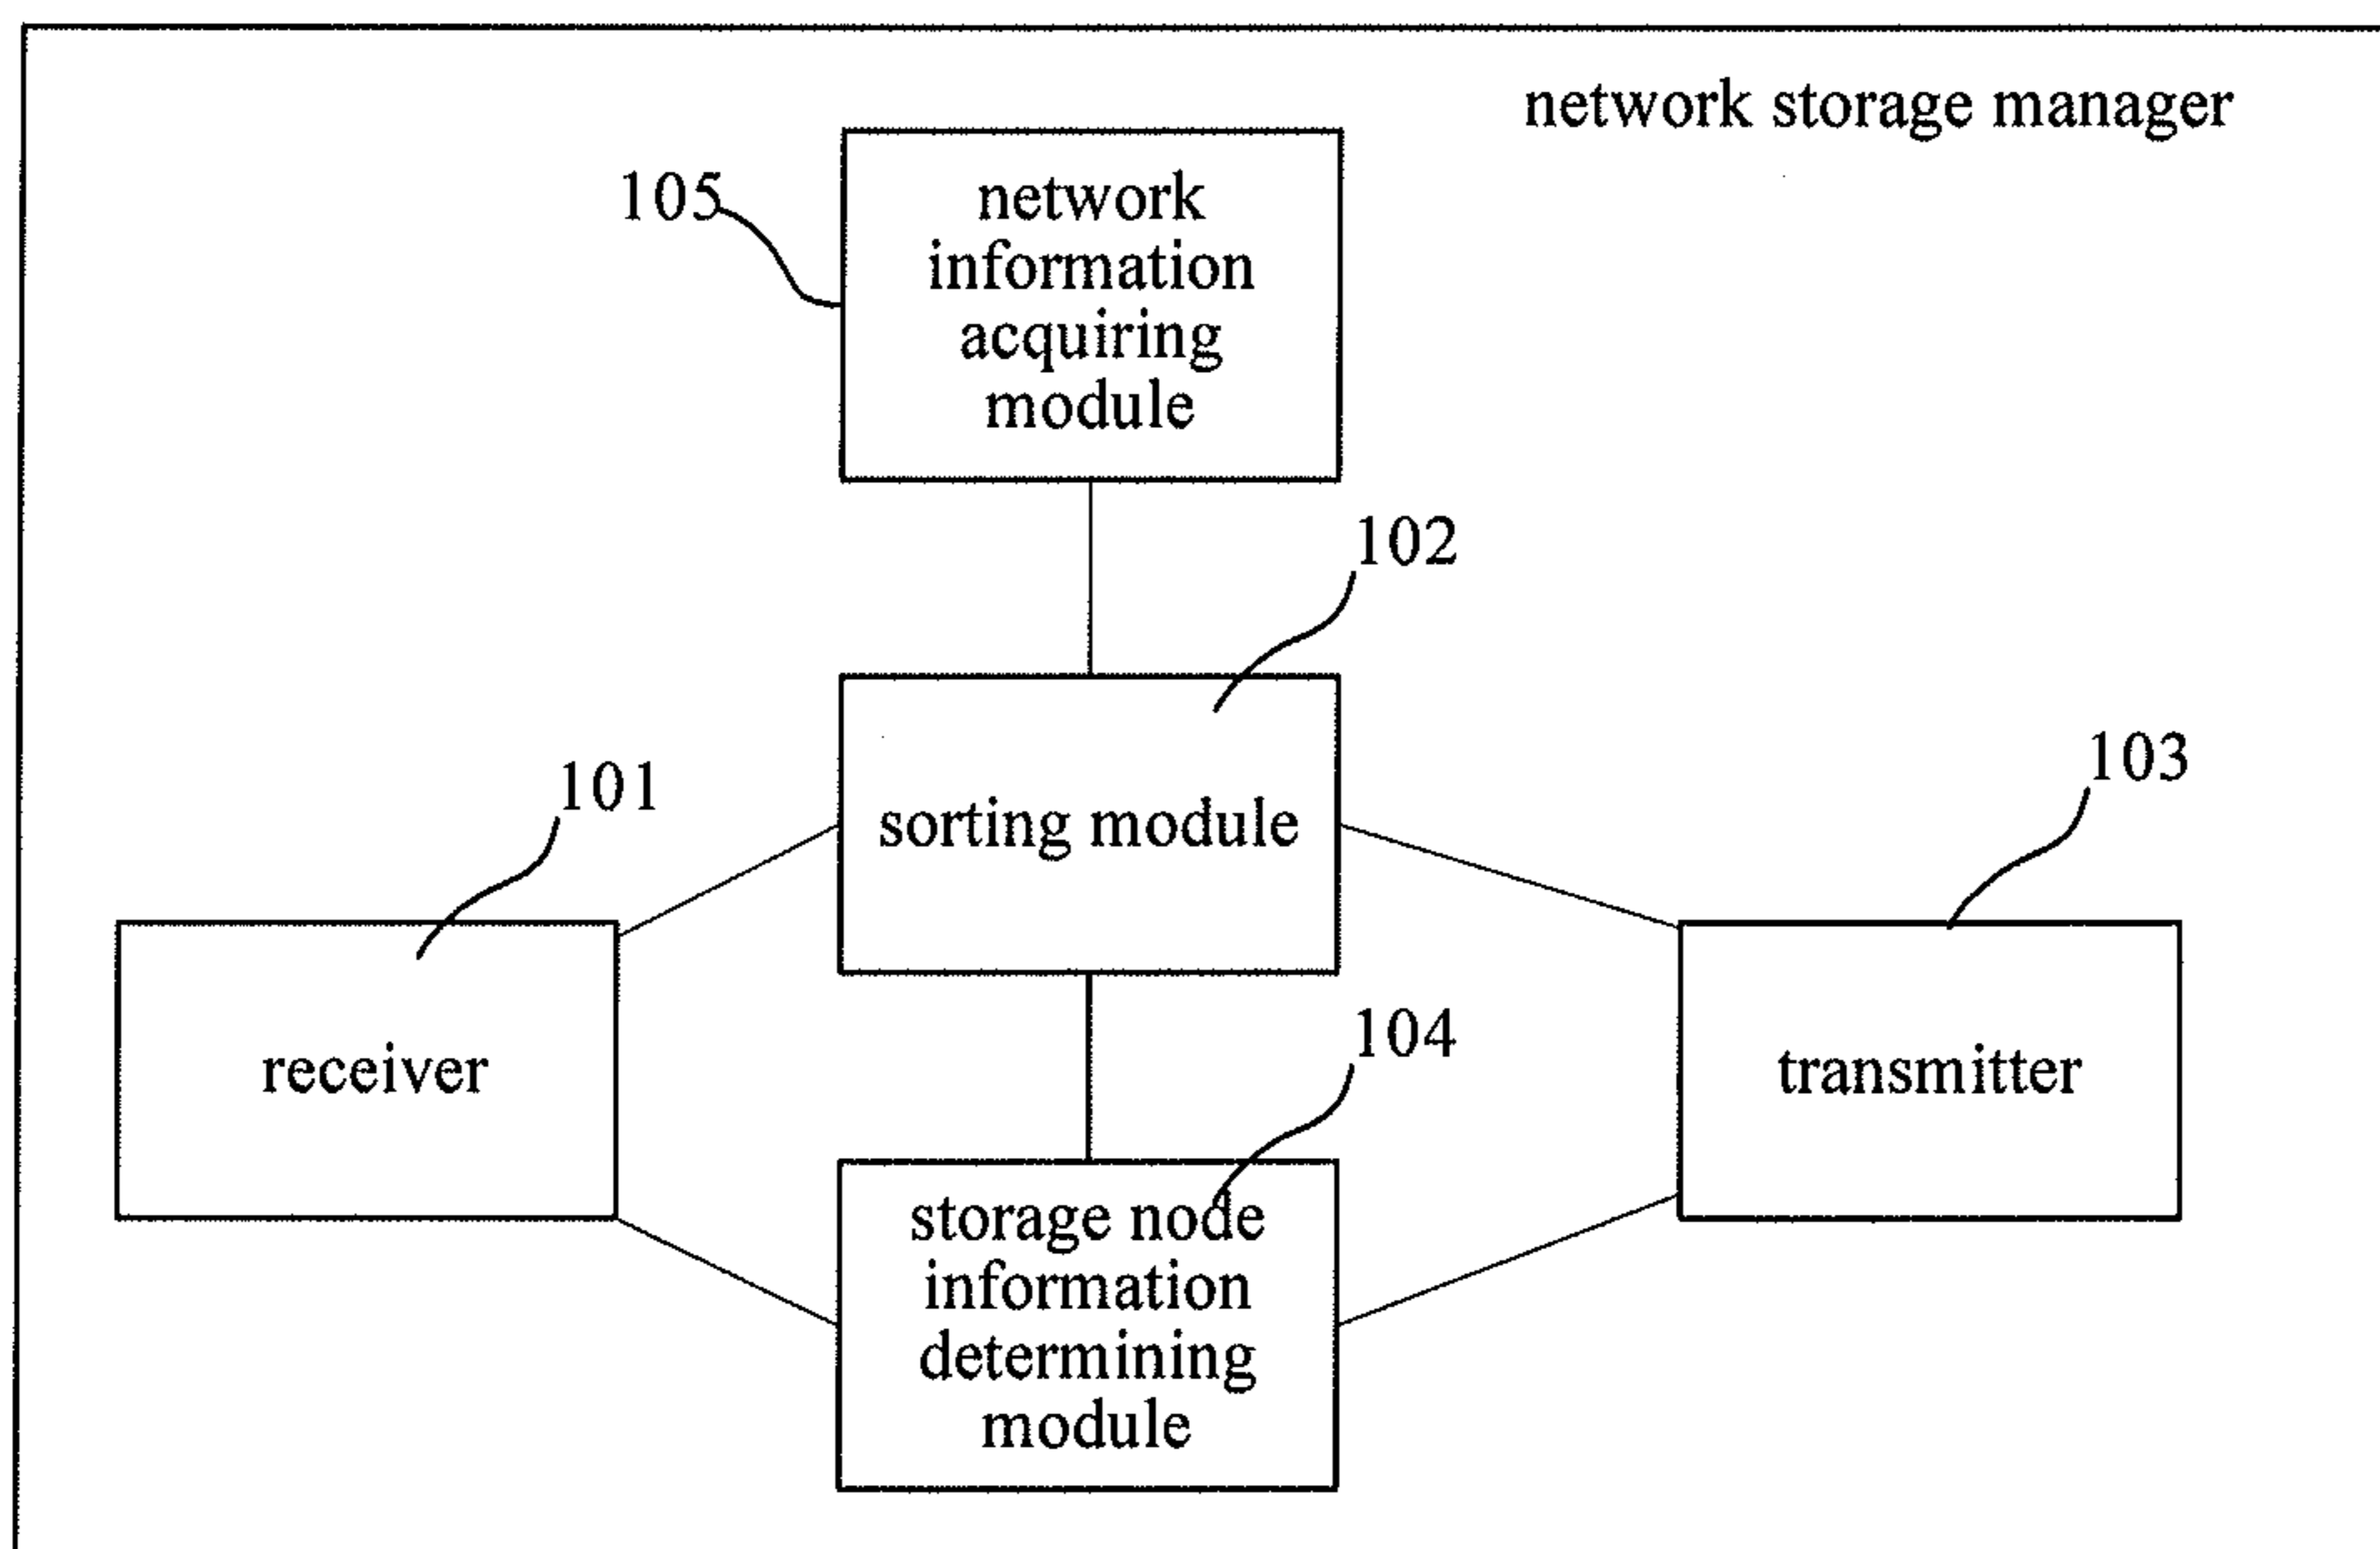 network storage manager
105
network
information
acquiring
module
102
sorting module
101
103
receiver
transmitter
104
storage node
information
determining
module